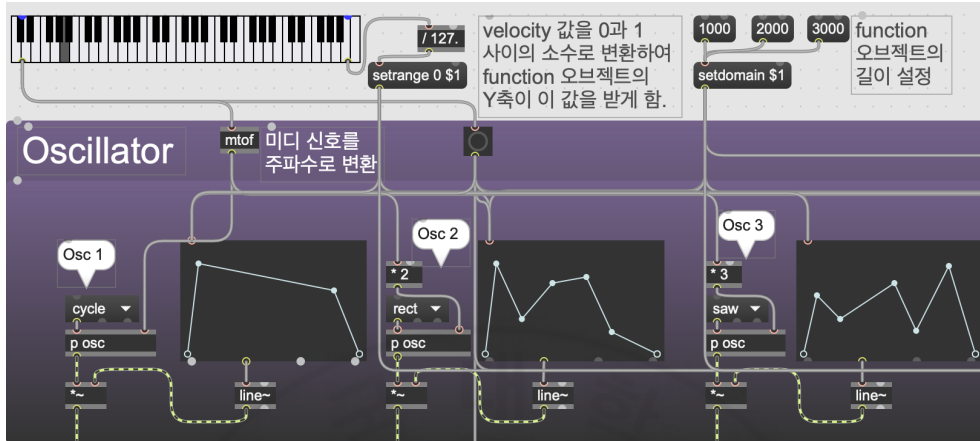 / 127.
setrange 0 $1
velocity 값을 0과 1
사이의 소수로 변환하여
function 오브젝트의
Y축이 이 값을 받게 함.
1000
2000
3000
setdomain $1
function
오브젝트의
길이 설정
Oscillator
mtof
미디 신호를
주파수로 변환
Osc 1
cycle
p osc
*~
line~
Osc 2
* 2
rect
p osc
*~
line~
Osc 3
* 3
saw
p osc
*~
line~